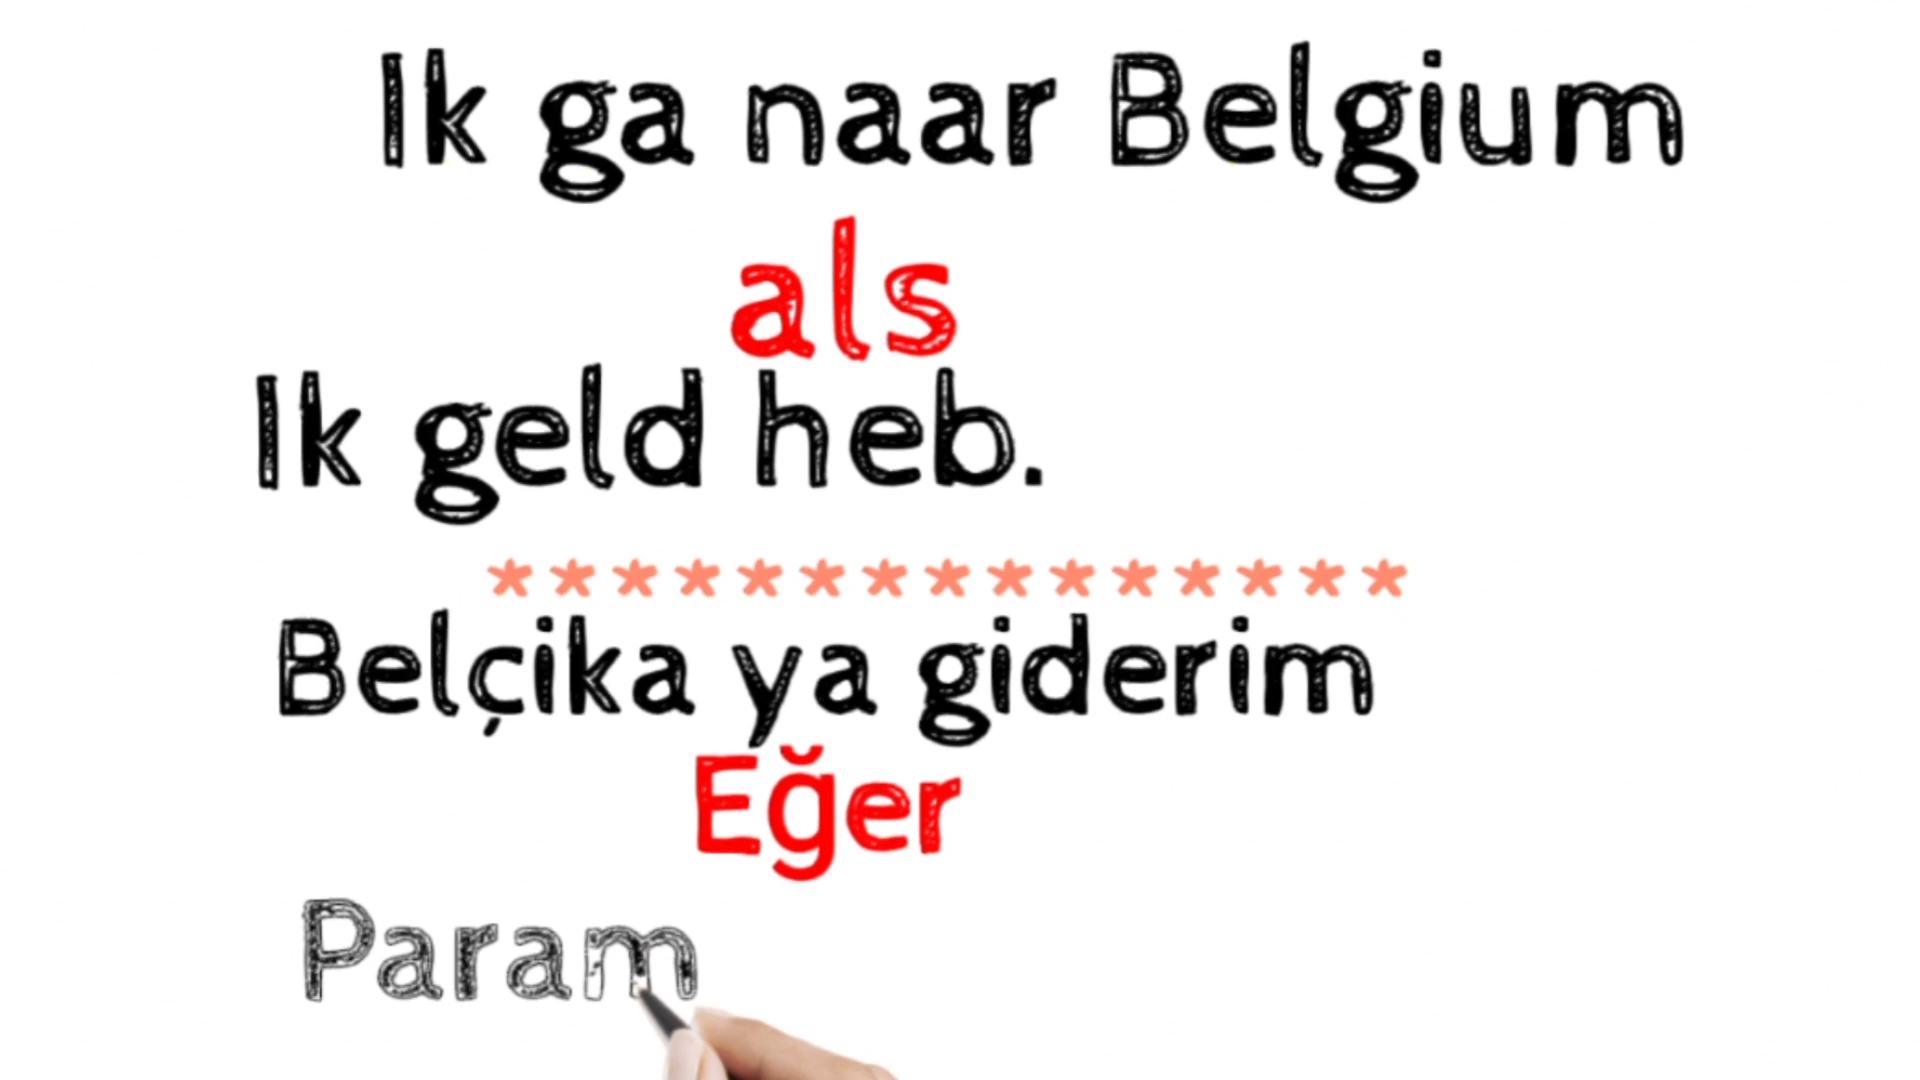 Ik ga naar Belgium
als
Ik geld heb.
***************
Belçika ya giderim
Eğer
Param